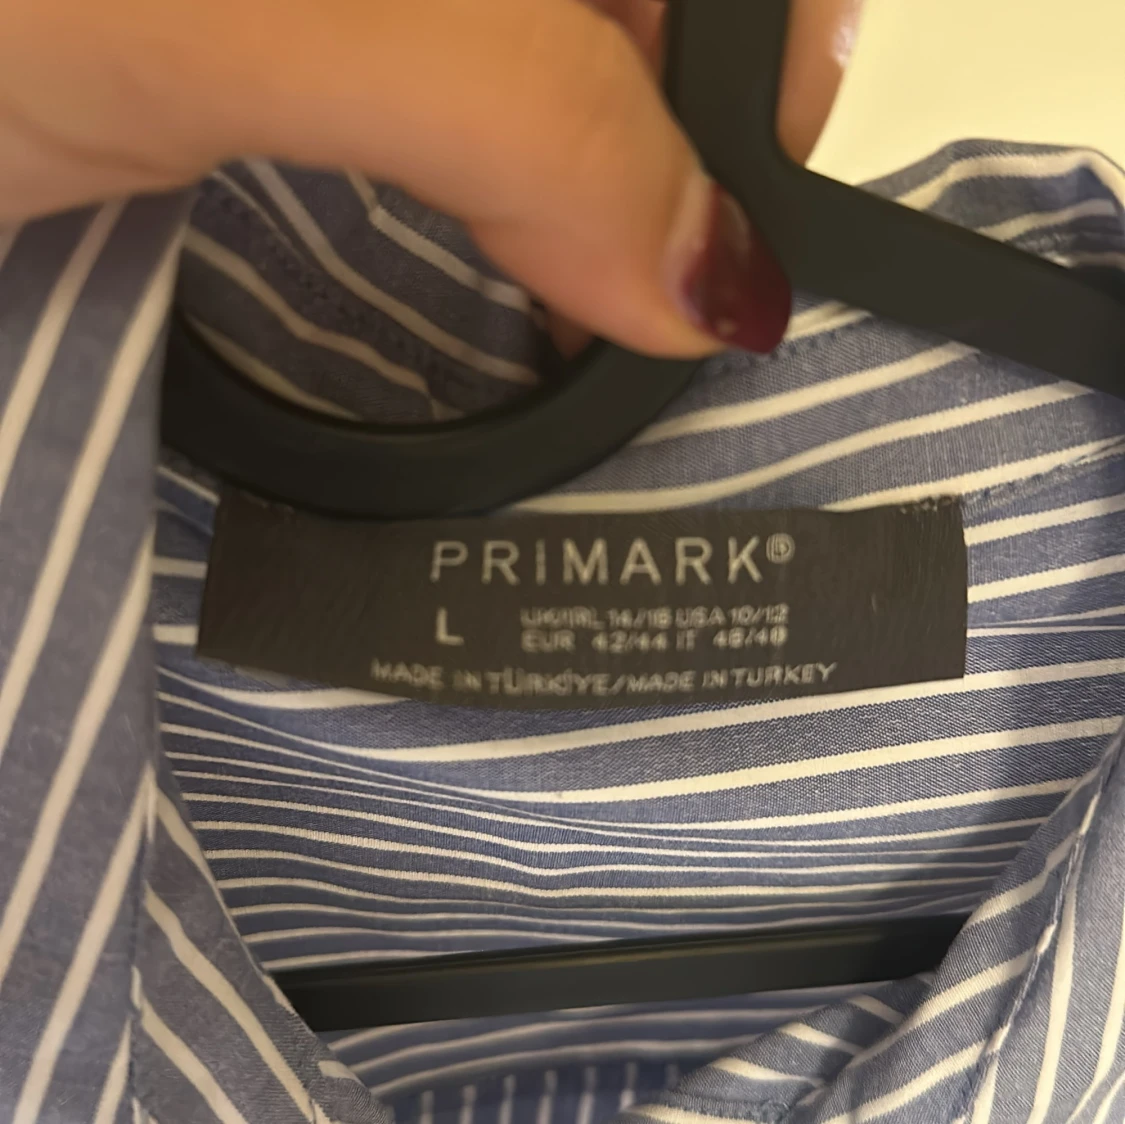 PRIMARK®
L
UK/IRL 14/16 USA 10/12
EUR 42/44 IT 46/48
MADE IN TÜRKİYE/MADE IN TURKEY